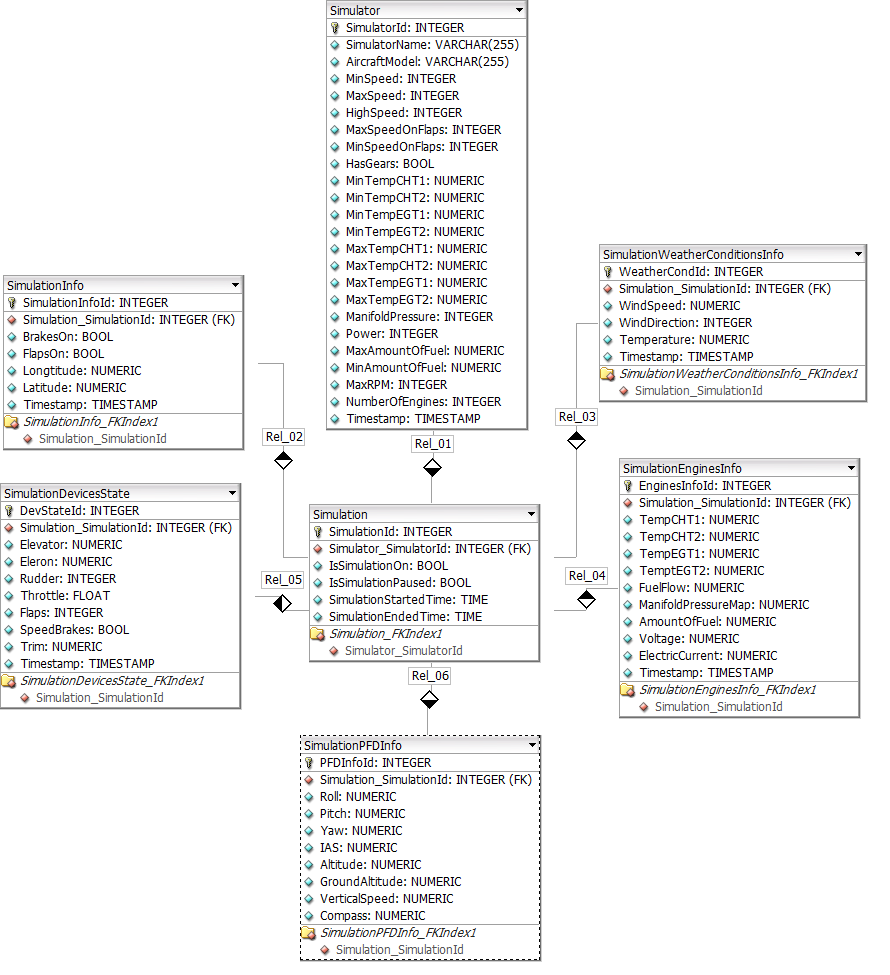 Simulator
SimulatorId: INTEGER
SimulatorName: VARCHAR(255)
AircraftModel: VARCHAR(255)
MinSpeed: INTEGER
MaxSpeed: INTEGER
HighSpeed: INTEGER
MaxSpeedOnFlaps: INTEGER
MinSpeedOnFlaps: INTEGER
HasGears: BOOL
MinTempCHT1: NUMERIC
MinTempCHT2: NUMERIC
MinTempEGT1: NUMERIC
MinTempEGT2: NUMERIC
MaxTempCHT1: NUMERIC
MaxTempCHT2: NUMERIC
MaxTempEGT1: NUMERIC
MaxTempEGT2: NUMERIC
ManifoldPressure: INTEGER
Power: INTEGER
MaxAmountOfFuel: NUMERIC
MinAmountOfFuel: NUMERIC
MaxRPM: INTEGER
NumberOfEngines: INTEGER
Timestamp: TIMESTAMP
SimulationInfo
SimulationInfoId: INTEGER
Simulation_SimulationId: INTEGER (FK)
BrakesOn: BOOL
FlapsOn: BOOL
Longtitude: NUMERIC
Latitude: NUMERIC
Timestamp: TIMESTAMP
SimulationInfo_FKIndex1
Simulation_SimulationId
SimulationWeatherConditionsInfo
WeatherCondId: INTEGER
Simulation_SimulationId: INTEGER (FK)
WindSpeed: NUMERIC
WindDirection: INTEGER
Temperature: NUMERIC
Timestamp: TIMESTAMP
SimulationWeatherConditionsInfo_FKIndex1
Simulation_SimulationId
Rel_02
Rel_01
Rel_03
SimulationDevicesState
DevStateId: INTEGER
Simulation_SimulationId: INTEGER (FK)
Elevator: NUMERIC
Eleron: NUMERIC
Rudder: INTEGER
Throttle: FLOAT
Flaps: INTEGER
SpeedBrakes: BOOL
Trim: NUMERIC
Timestamp: TIMESTAMP
SimulationDevicesState_FKIndex1
Simulation_SimulationId
Rel_05
Simulation
SimulationId: INTEGER
Simulator_SimulatorId: INTEGER (FK)
IsSimulationOn: BOOL
IsSimulationPaused: BOOL
SimulationStartedTime: TIME
SimulationEndedTime: TIME
Simulation_FKIndex1
Simulator_SimulatorId
Rel_04
SimulationEnginesInfo
EnginesInfoId: INTEGER
Simulation_SimulationId: INTEGER (FK)
TempCHT1: NUMERIC
TempCHT2: NUMERIC
TempEGT1: NUMERIC
TemptEGT2: NUMERIC
FuelFlow: NUMERIC
ManifoldPressureMap: NUMERIC
AmountOfFuel: NUMERIC
Voltage: NUMERIC
ElectricCurrent: NUMERIC
Timestamp: TIMESTAMP
SimulationEnginesInfo_FKIndex1
Simulation_SimulationId
Rel_06
SimulationPFDInfo
PFDInfoId: INTEGER
Simulation_SimulationId: INTEGER (FK)
Roll: NUMERIC
Pitch: NUMERIC
Yaw: NUMERIC
IAS: NUMERIC
Altitude: NUMERIC
GroundAltitude: NUMERIC
VerticalSpeed: NUMERIC
Compass: NUMERIC
SimulationPFDInfo_FKIndex1
Simulation_SimulationId